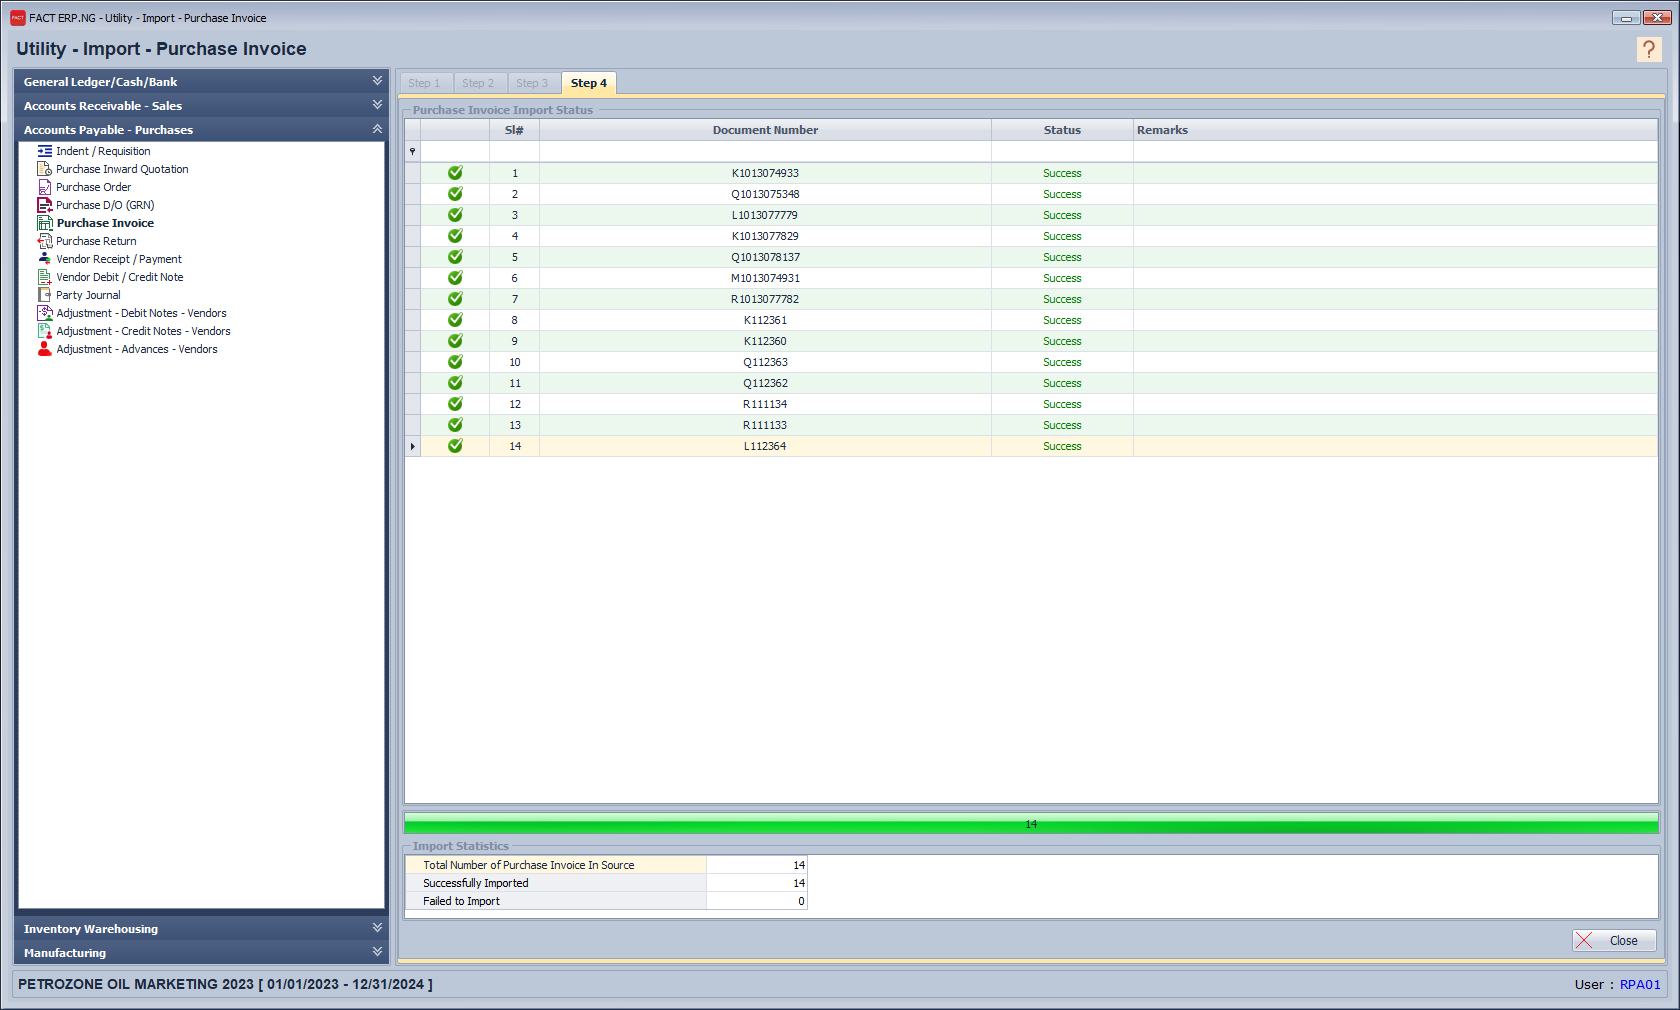 FACT ERP.NG - Utility - Import - Purchase Invoice
Utility - Import - Purchase Invoice
?
General Ledger/Cash/Bank
Accounts Receivable - Sales
Accounts Payable - Purchases
Indent / Requisition
Purchase Inward Quotation
Purchase Order
Purchase D/O (GRN)
Purchase Invoice
Purchase Return
Vendor Receipt / Payment
Vendor Debit / Credit Note
Party Journal
Adjustment - Debit Notes - Vendors
Adjustment - Credit Notes - Vendors
Adjustment - Advances - Vendors
Inventory Warehousing
Manufacturing
Step 1 Step 2 Step 3 Step 4
Purchase Invoice Import Status
Sl# Document Number Status Remarks
1 K1013074933 Success
2 Q1013075348 Success
3 L1013077779 Success
4 K1013077829 Success
5 Q1013078137 Success
6 M1013074931 Success
7 R1013077782 Success
8 K112361 Success
9 K112360 Success
10 Q112363 Success
11 Q112362 Success
12 R111134 Success
13 R111133 Success
14 L112364 Success
14
Import Statistics
Total Number of Purchase Invoice In Source 14
Successfully Imported 14
Failed to Import 0
Close
PETROZONE OIL MARKETING 2023 [ 01/01/2023 - 12/31/2024 ] User : RPA01